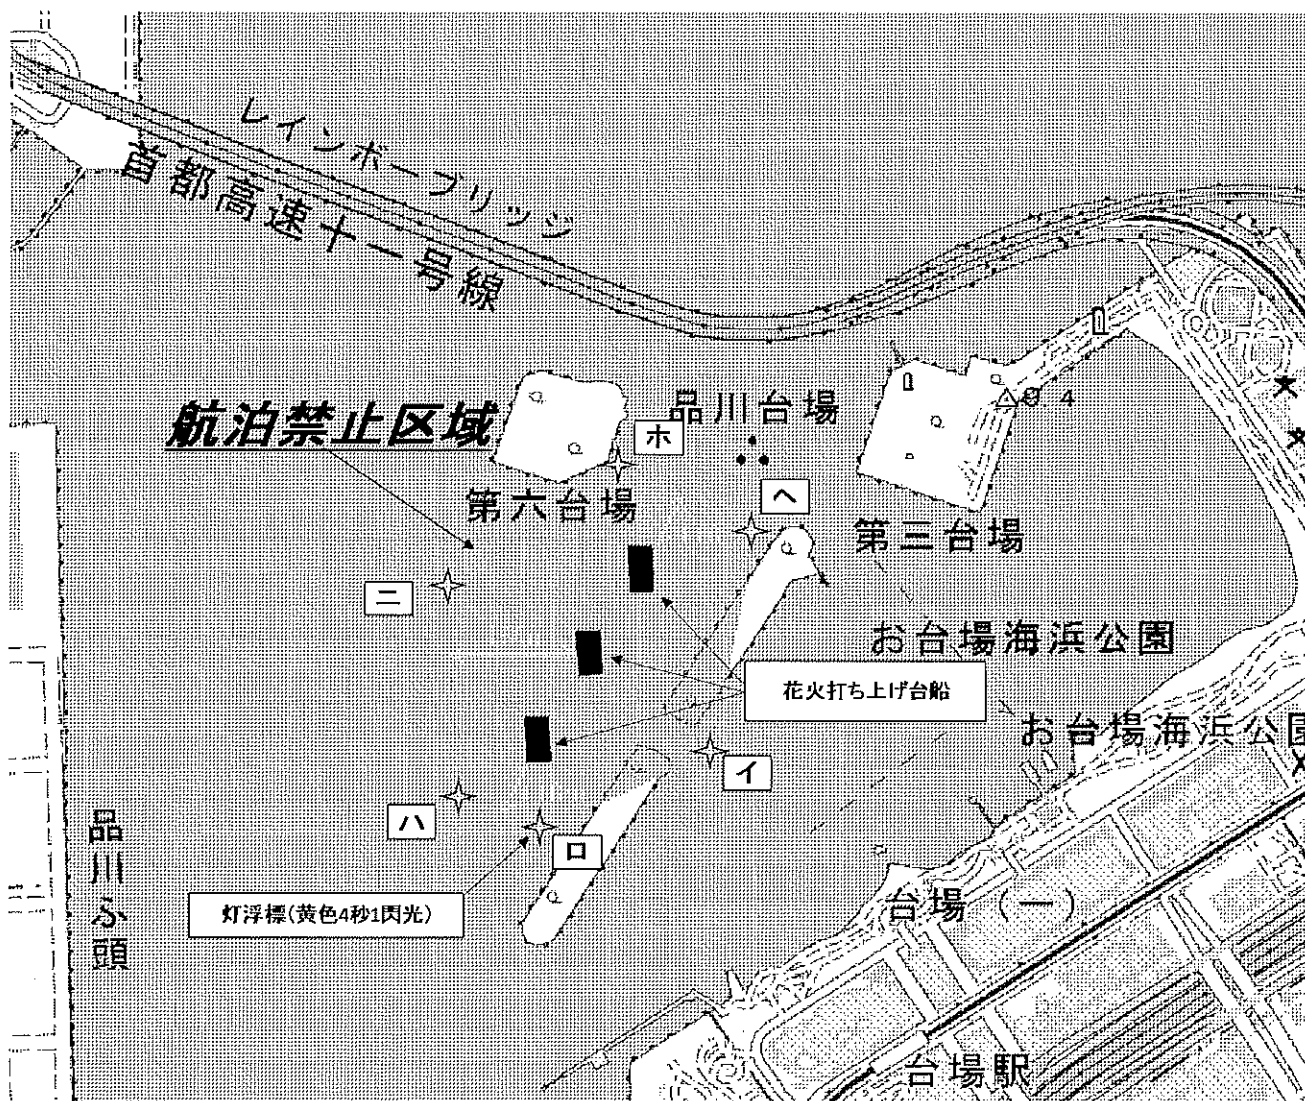 レインボーブリッジ
首都高速十一号線
航泊禁止区域
品川台場
ホ
9 4
第六台場
ヘ
第三台場
ニ
お台場海浜公園
花火打ち上げ台船
お台場海浜公園
イ
ハ
ロ
品川ふ頭
灯浮標(黄色4秒1閃光)
台場(一)
台場駅